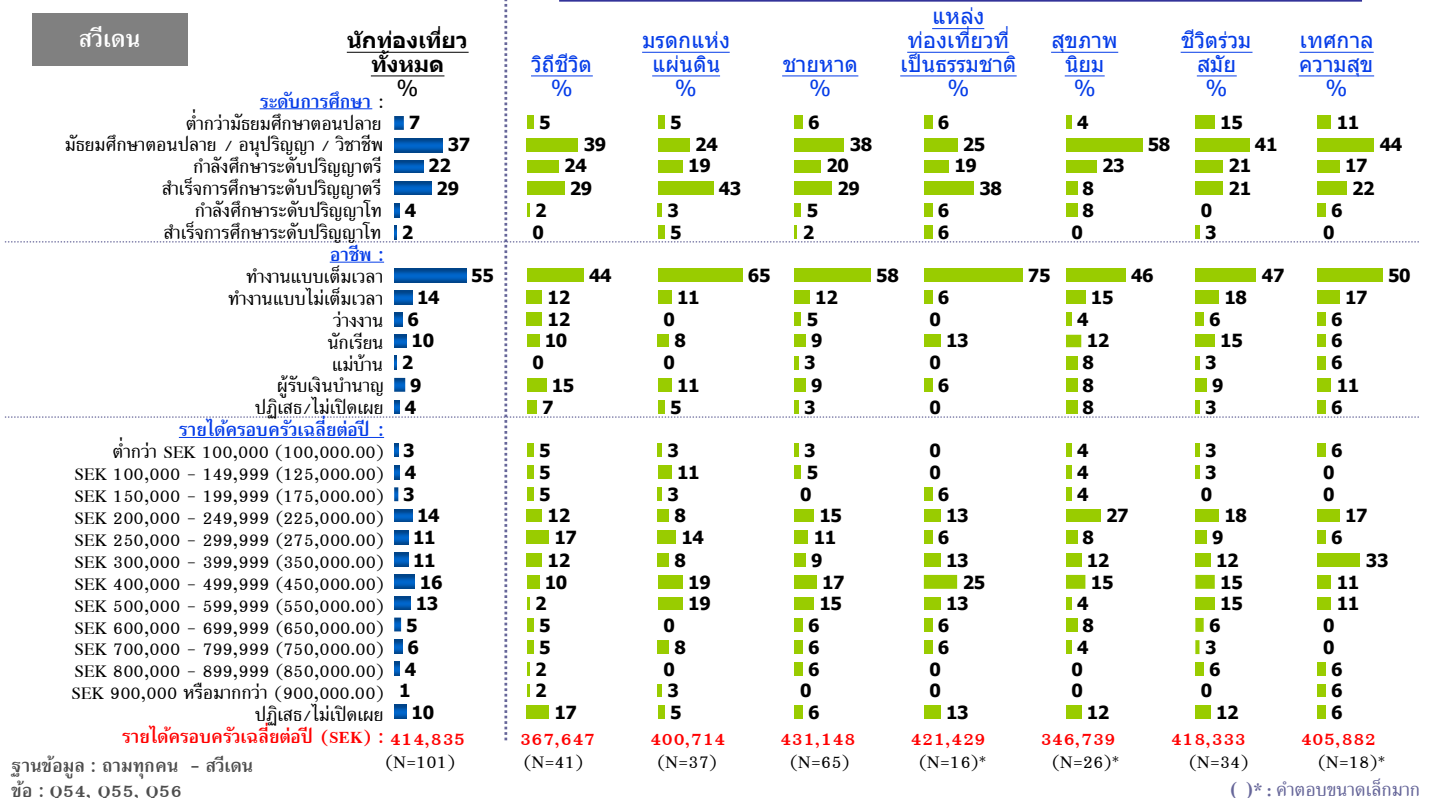 สวีเดน
นักท่องเที่ยว
ทั้งหมด
%
วิถีชีวิต
%
มรดกแห่ง
แผ่นดิน
%
ชายหาด
%
แหล่ง
ท่องเที่ยวที่
เป็นธรรมชาติ
%
สุขภาพ
นิยม
%
ชีวิตร่วม
สมัย
%
เทศกาล
ความสุข
%
ระดับการศึกษา :
ต่ำกว่ามัธยมศึกษาตอนปลาย 7 5 5 6 6 4 15 11
มัธยมศึกษาตอนปลาย / อนุปริญญา / วิชาชีพ 37 39 24 38 25 58 41 44
กำลังศึกษาระดับปริญญาตรี 22 24 19 20 19 23 21 17
สำเร็จการศึกษาระดับปริญญาตรี 29 29 43 29 38 8 21 22
กำลังศึกษาระดับปริญญาโท 4 2 3 5 6 8 0 6
สำเร็จการศึกษาระดับปริญญาโท 2 0 5 2 6 0 3 0
อาชีพ :
ทำงานแบบเต็มเวลา 55 44 65 58 75 46 47 50
ทำงานแบบไม่เต็มเวลา 14 12 11 12 6 15 18 17
ว่างงาน 6 12 0 5 0 4 6 6
นักเรียน 10 10 8 9 13 12 15 6
แม่บ้าน 2 0 0 3 0 8 3 6
ผู้รับเงินบำนาญ 9 15 11 9 6 8 9 11
ปฏิเสธ/ไม่เปิดเผย 4 7 5 3 0 8 3 6
รายได้ครอบครัวเฉลี่ยต่อปี :
ต่ำกว่า SEK 100,000 (100,000.00) 3 5 3 3 0 4 3 6
SEK 100,000 - 149,999 (125,000.00) 4 5 11 5 0 4 3 0
SEK 150,000 - 199,999 (175,000.00) 3 5 3 0 6 4 0 0
SEK 200,000 - 249,999 (225,000.00) 14 12 8 15 13 27 18 17
SEK 250,000 - 299,999 (275,000.00) 11 17 14 11 6 8 9 6
SEK 300,000 - 399,999 (350,000.00) 11 12 8 9 13 12 12 33
SEK 400,000 - 499,999 (450,000.00) 16 10 19 17 25 15 15 11
SEK 500,000 - 599,999 (550,000.00) 13 2 19 15 13 4 15 11
SEK 600,000 - 699,999 (650,000.00) 5 5 0 6 6 8 6 0
SEK 700,000 - 799,999 (750,000.00) 6 5 8 6 6 4 3 0
SEK 800,000 - 899,999 (850,000.00) 4 2 0 6 0 0 6 6
SEK 900,000 หรือมากกว่า (900,000.00) 1 2 3 0 0 0 0 6
ปฏิเสธ/ไม่เปิดเผย 10 17 5 6 13 12 12 6
รายได้ครอบครัวเฉลี่ยต่อปี (SEK) : 414,835 367,647 400,714 431,148 421,429 346,739 418,333 405,882
(N=101) (N=41) (N=37) (N=65) (N=16)* (N=26)* (N=34) (N=18)*
ฐานข้อมูล : ถามทุกคน - สวีเดน
ข้อ : Q54, Q55, Q56
( )* : คำตอบขนาดเล็กมาก